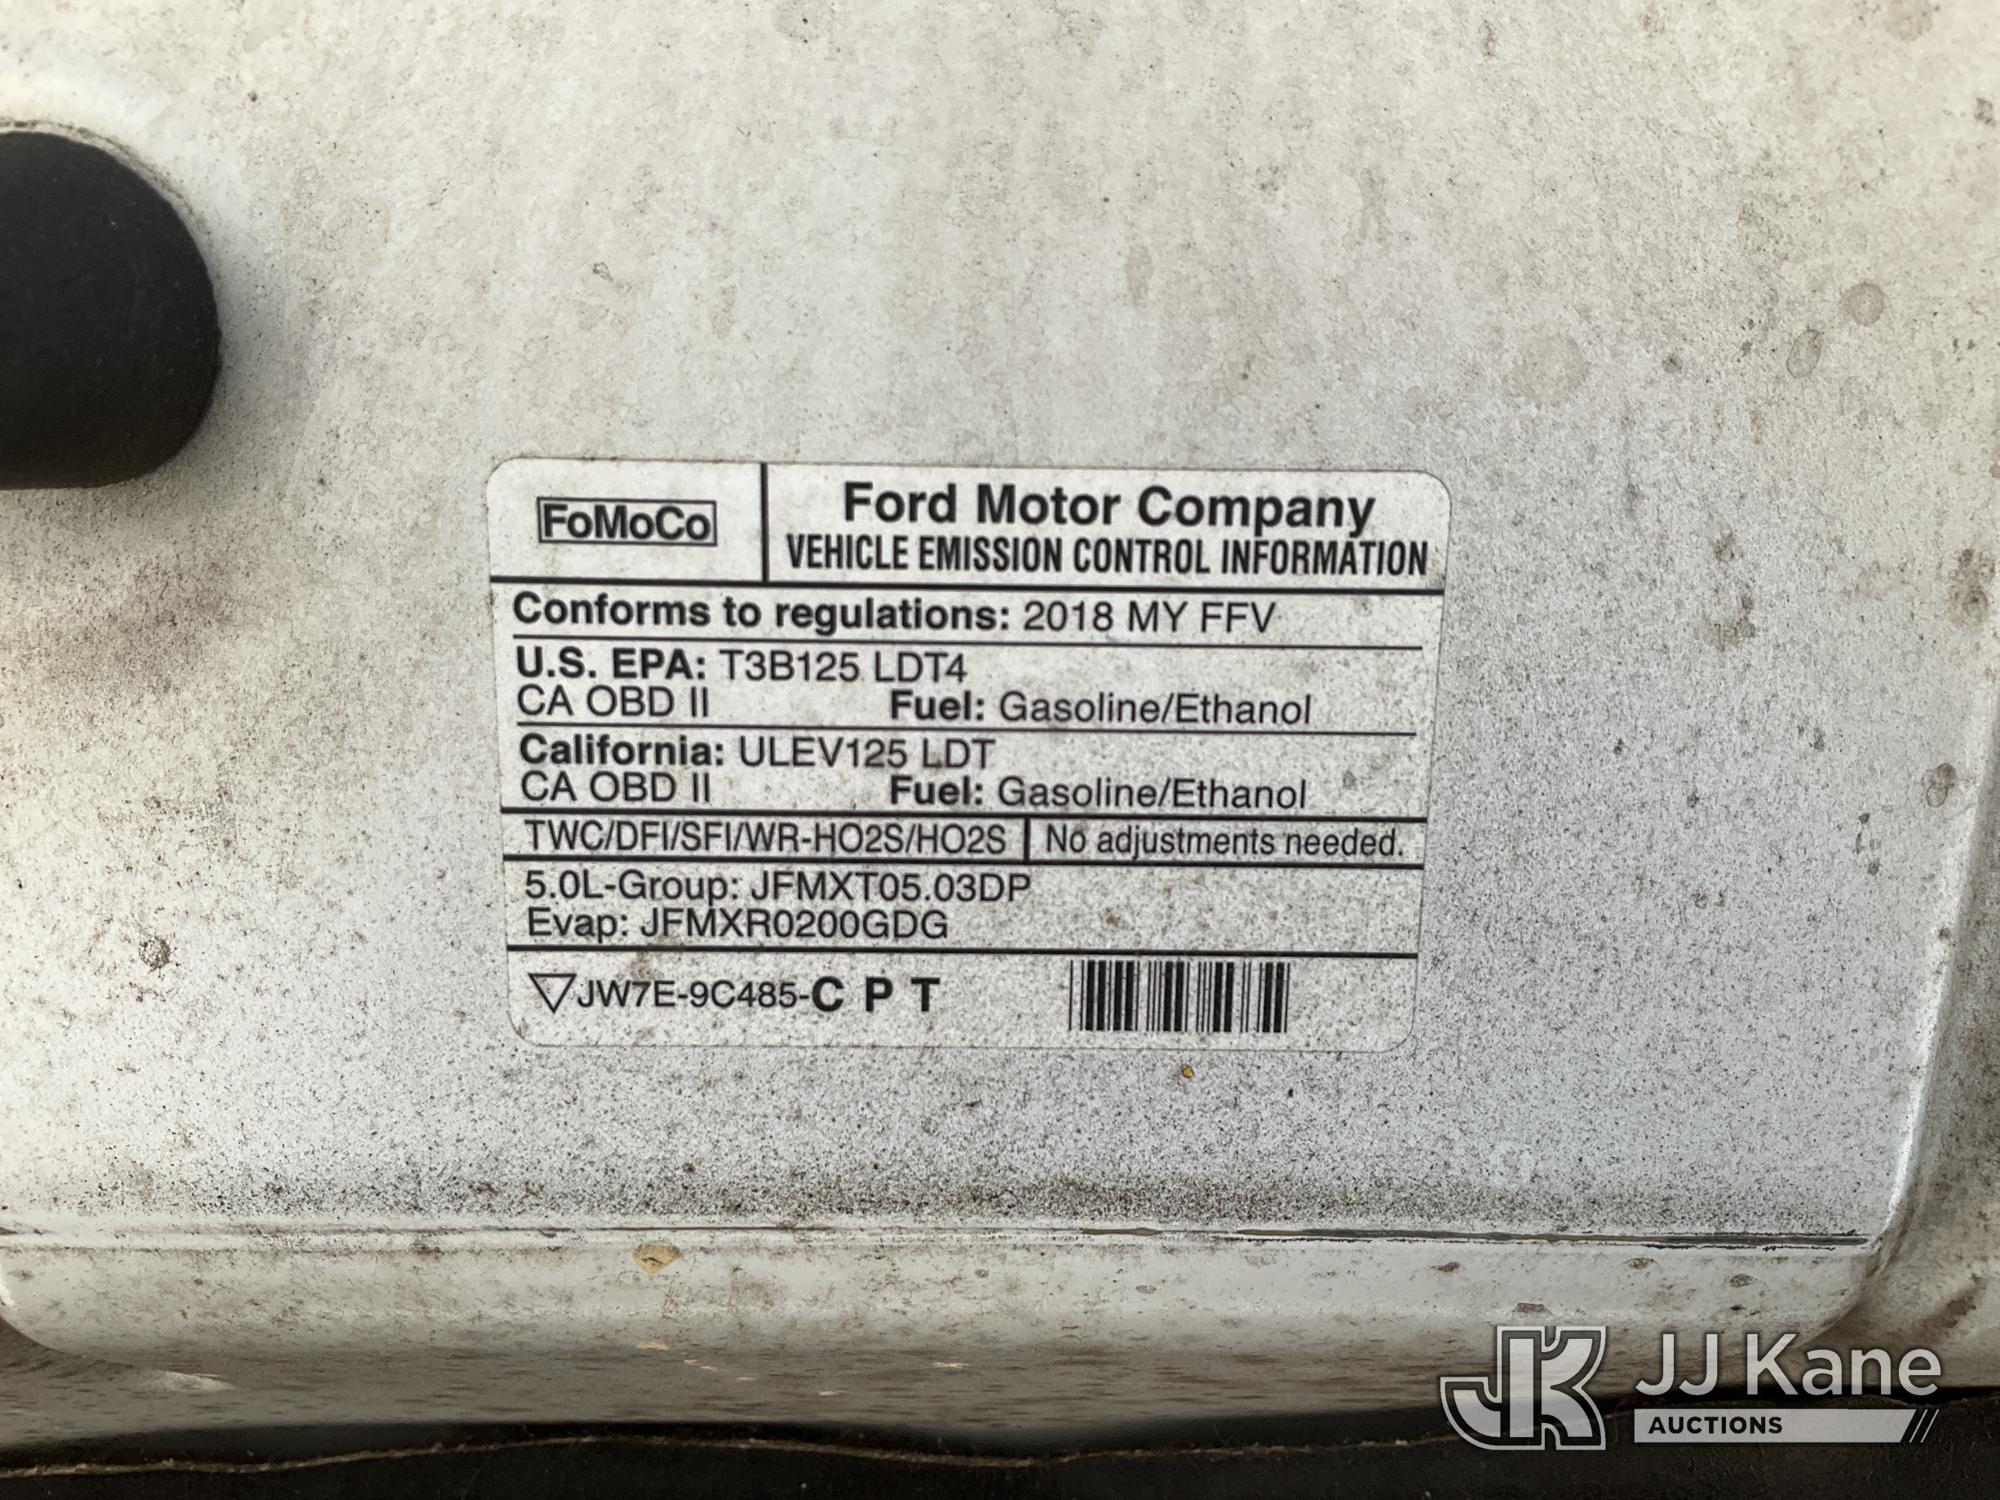 FoMoCo
Ford Motor Company
VEHICLE EMISSION CONTROL INFORMATION
Conforms to regulations: 2018 MY FFV
U.S. EPA: T3B125 LDT4
CA OBD II Fuel: Gasoline/Ethanol
California: ULEV125 LDT
CA OBD II Fuel: Gasoline/Ethanol
TWC/DFI/SFI/WR-HO2S/HO2S No adjustments needed.
5.0L-Group: JFMXT05.03DP
Evap: JFMXR0200GDG
JW7E-9C485-C P T
JK JJ Kane
AUCTIONS